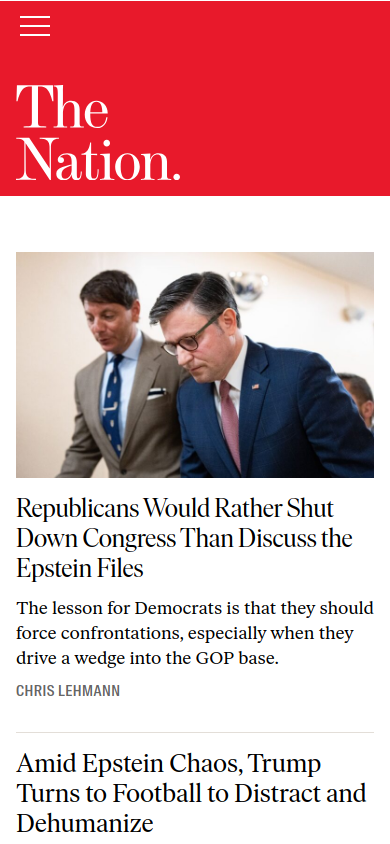 The
Nation.
Republicans Would Rather Shut
Down Congress Than Discuss the
Epstein Files
The lesson for Democrats is that they should
force confrontations, especially when they
drive a wedge into the GOP base.
CHRIS LEHMANN
Amid Epstein Chaos, Trump
Turns to Football to Distract and
Dehumanize